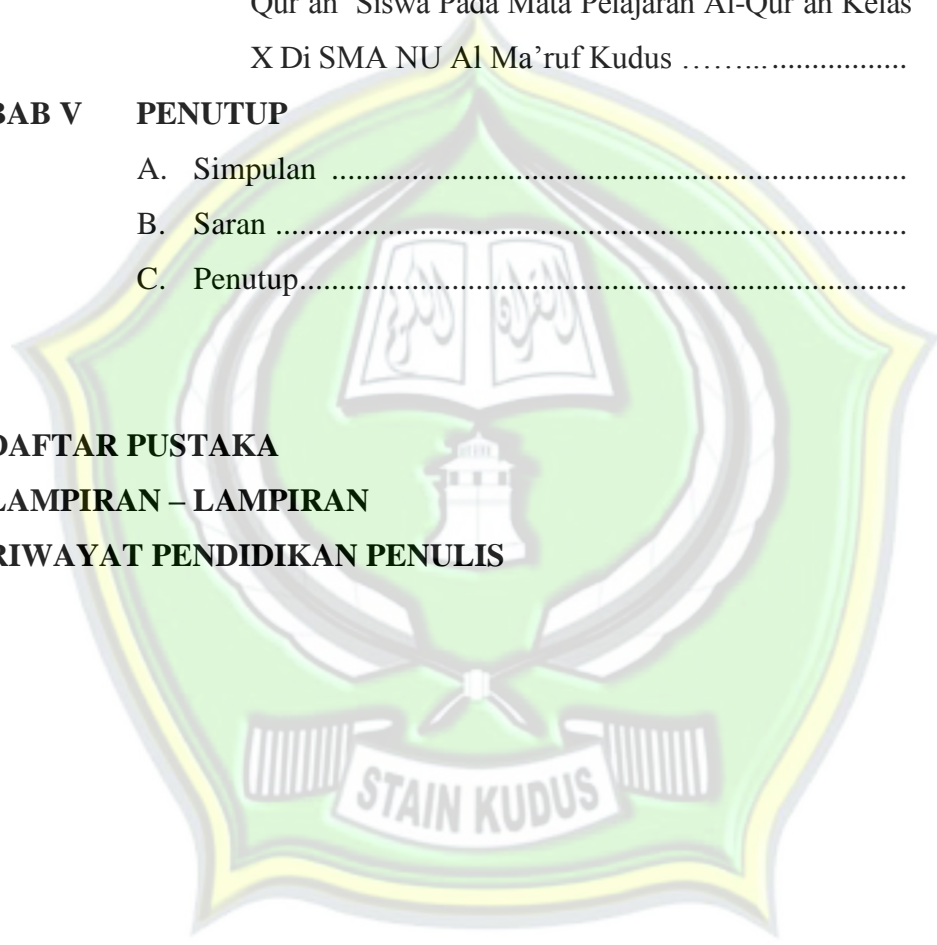 Qur'an Siswa Pada Mata Pelajaran Al-Qur'an Kelas
X Di SMA NU Al Ma'ruf Kudus ……...................
BAB V PENUTUP
A. Simpulan ........................................................................
B. Saran ...............................................................................
C. Penutup............................................................................
DAFTAR PUSTAKA
LAMPIRAN – LAMPIRAN
RIWAYAT PENDIDIKAN PENULIS
STAIN KUDUS